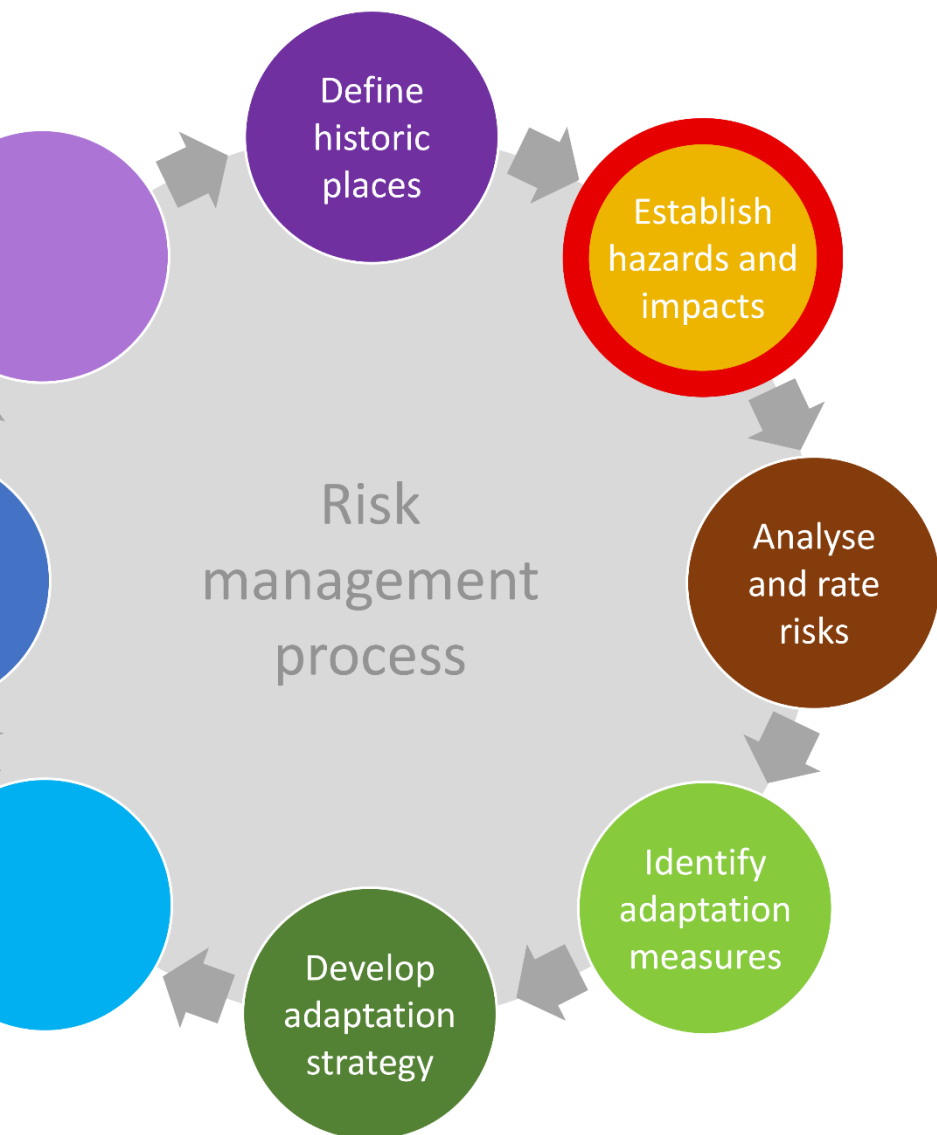 Define
historic
places
Establish
hazards and
impacts
Analyse
and rate
risks
Identify
adaptation
measures
Develop
adaptation
strategy
Risk
management
process